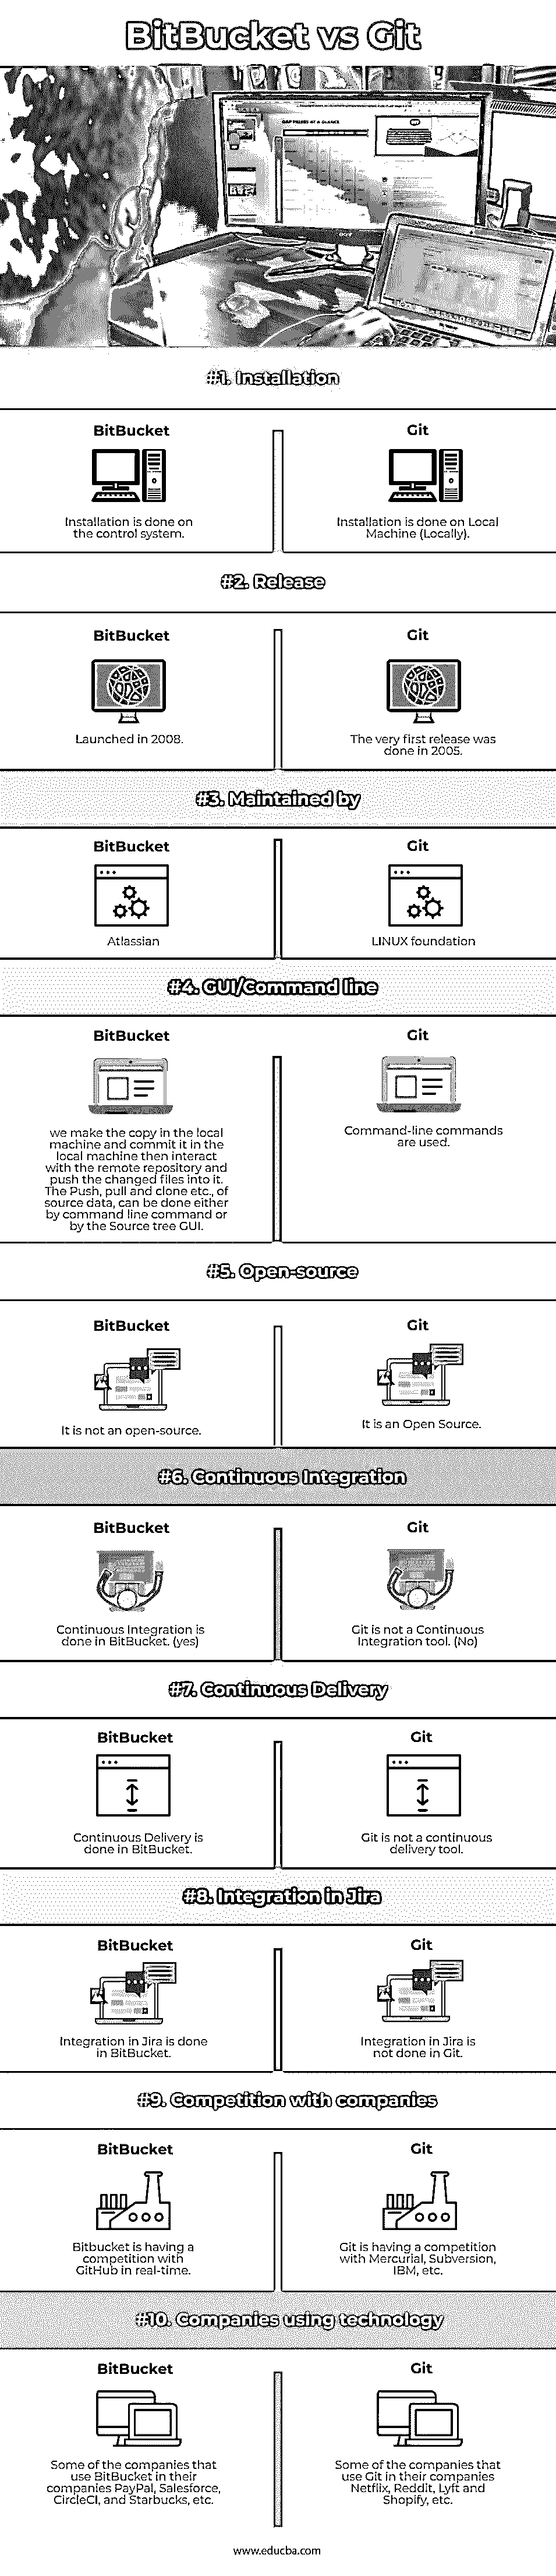 BitBucket vs Git
GAP FILLERS AT A GLANCE
#1. Installation
BitBucket
Installation is done on
the control system.
Git
Installation is done on Local
Machine (Locally).
#2. Release
BitBucket
Launched in 2008.
Git
The very first release was
done in 2005.
#3. Maintained by
BitBucket
Atlassian
Git
LINUX foundation
#4. GUI/Command line
BitBucket
we make the copy in the local
machine and commit it in the
local machine then interact
with the remote repository and
push the changed files into it.
The Push, pull and clone etc., of
source data, can be done either
by command line command or
by the Source tree GUI.
Git
Command-line commands
are used.
#5. Open-source
BitBucket
It is not an open-source.
Git
It is an Open Source.
#6. Continuous Integration
BitBucket
Continuous Integration is
done in BitBucket. (yes)
Git
Git is not a Continuous
Integration tool. (No)
#7. Continuous Delivery
BitBucket
Continuous Delivery is
done in BitBucket.
Git
Git is not a continuous
delivery tool.
#8. Integration in Jira
BitBucket
Integration in Jira is done
in BitBucket.
Git
Integration in Jira is
not done in Git.
#9. Competition with companies
BitBucket
Bitbucket is having a
competition with
GitHub in real-time.
Git
Git is having a competition
with Mercurial, Subversion,
IBM, etc.
#10. Companies using technology
BitBucket
Some of the companies that
use BitBucket in their
companies PayPal, Salesforce,
CircleCI, and Starbucks, etc.
Git
Some of the companies that
use Git in their companies
Netflix, Reddit, Lyft and
Shopify, etc.
www.educba.com